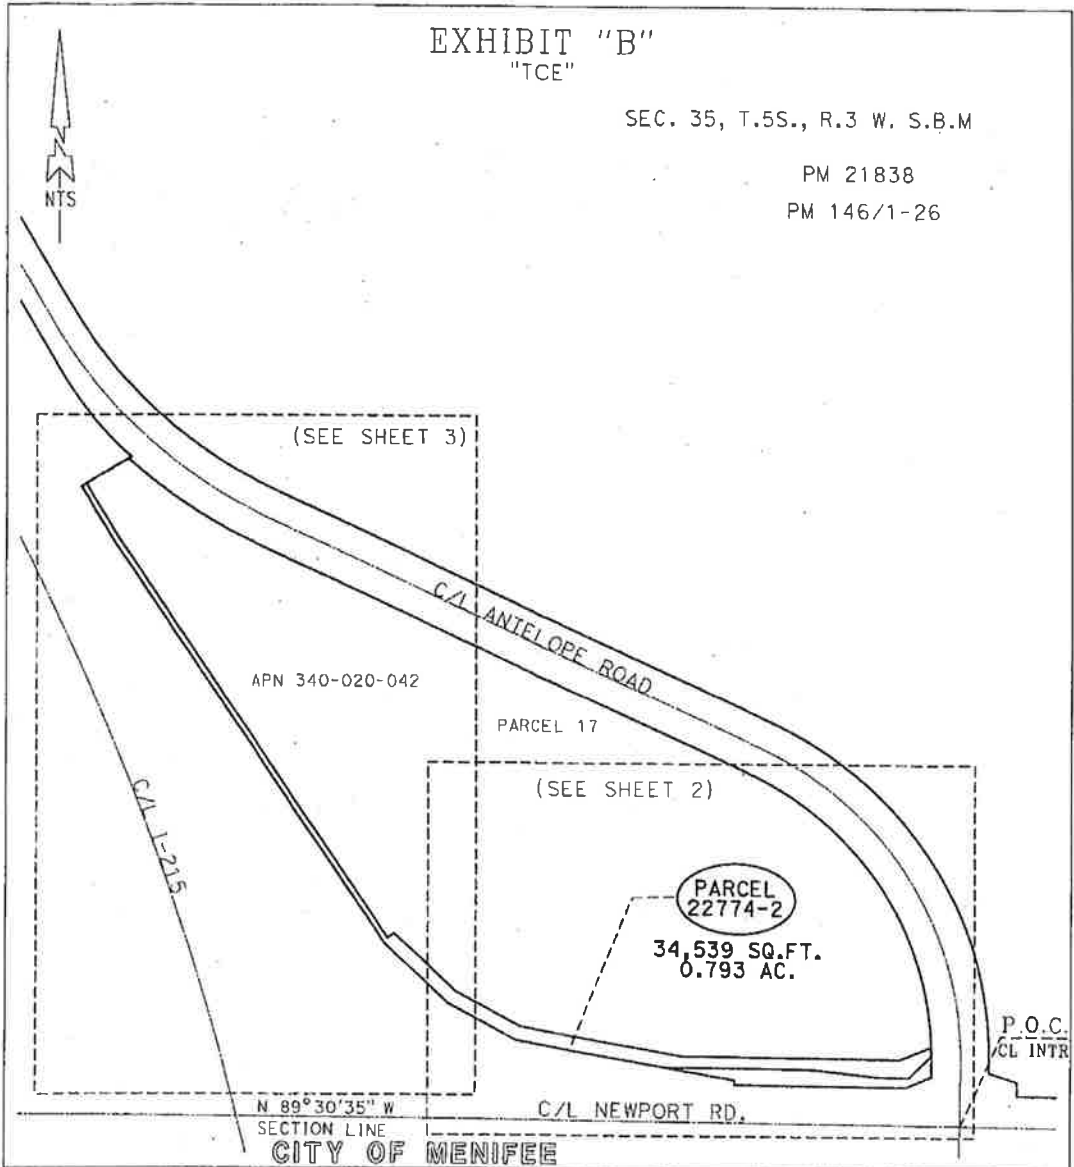 EXHIBIT "B"
"TCE"
SEC. 35, T.5S., R.3 W. S.B.M
PM 21838
PM 146/1-26
NTS
(SEE SHEET 3)
C/L ANTELOPE ROAD
APN 340-020-042
PARCEL 17
(SEE SHEET 2)
C/L I-215
PARCEL
22774-2
34,539 SQ.FT.
0.793 AC.
P.O.C.
CL INTR
N 89°30'35" W
C/L NEWPORT RD.
SECTION LINE
CITY OF MENIFEE